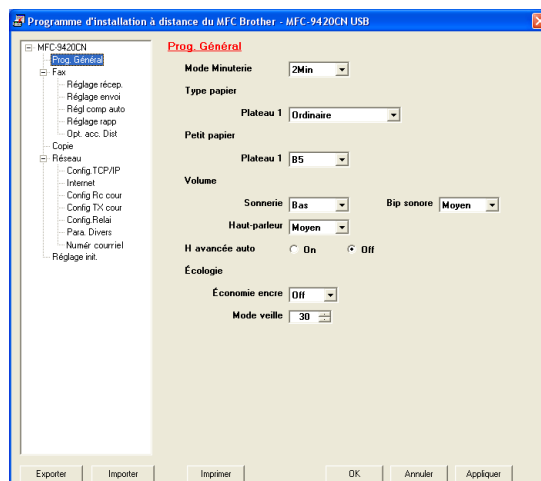 Programme d'installation à distance du MFC Brother - MFC-9420CN USB
MFC-9420CN
Prog. Général
Fax
Réglage récep.
Réglage envoi
Régl comp auto
Réglage rapp
Opt. acc. Dist
Copie
Réseau
Config.TCP/IP
Internet
Config Rc cour
Config TX cour
Config.Relai
Para. Divers
Numér courriel
Réglage init.
Prog. Général
Mode Minuterie 2Min
Type papier
Plateau 1 Ordinaire
Petit papier
Plateau 1 B5
Volume
Sonnerie Bas Bip sonore Moyen
Haut-parleur Moyen
H avancée auto On Off
Écologie
Économie encre Off
Mode veille 30
Exporter Importer Imprimer OK Annuler Appliquer